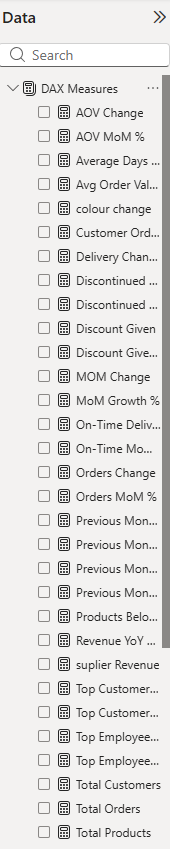 Data
Search
DAX Measures
AOV Change
AOV MoM %
Average Days ...
Avg Order Val...
colour change
Customer Ord...
Delivery Chan...
Discontinued ...
Discontinued ...
Discount Given
Discount Give...
MOM Change
MoM Growth %
On-Time Deliv...
On-Time Mo...
Orders Change
Orders MoM %
Previous Mon...
Previous Mon...
Previous Mon...
Previous Mon...
Products Belo...
Revenue YoY ...
suplier Revenue
Top Customer...
Top Customer...
Top Employee...
Top Employee...
Total Customers
Total Orders
Total Products